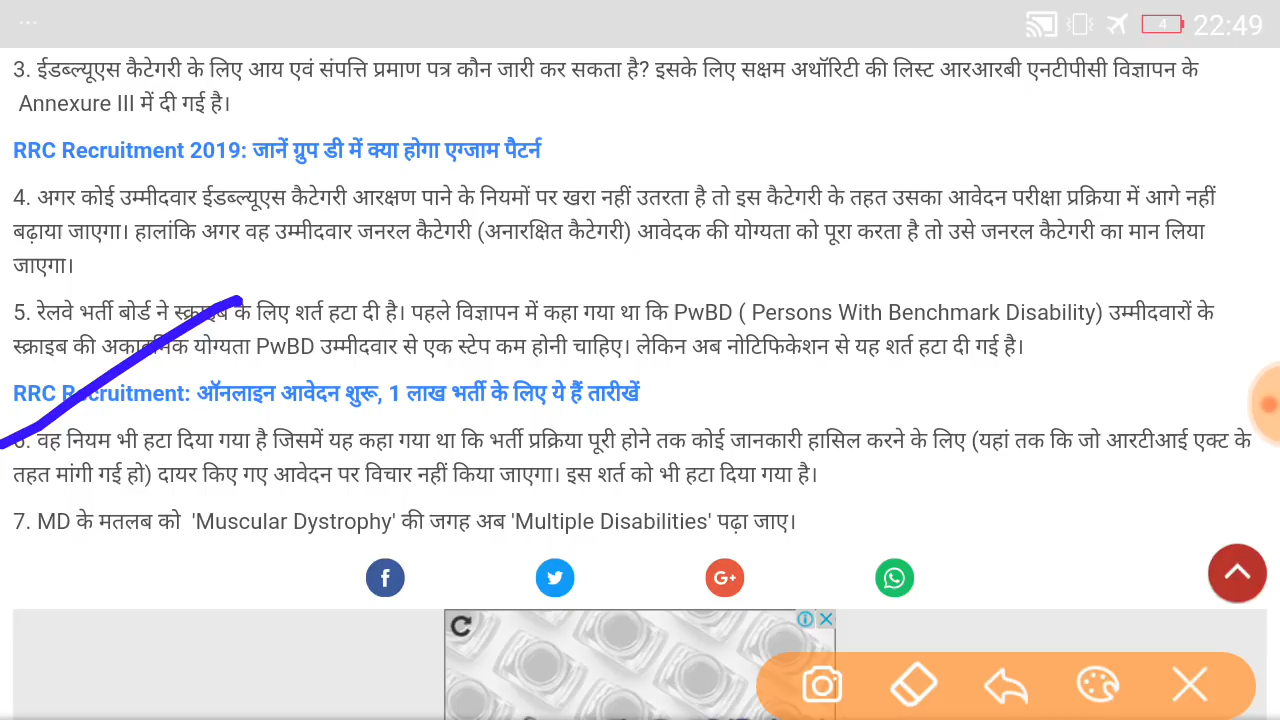 ...
4
22:49
3. ईडब्ल्यूएस कैटेगरी के लिए आय एवं संपत्ति प्रमाण पत्र कौन जारी कर सकता है? इसके लिए सक्षम अथॉरिटी की लिस्ट आरआरबी एनटीपीसी विज्ञापन के
Annexure III में दी गई है।
RRC Recruitment 2019: जानें ग्रुप डी में क्या होगा एग्जाम पैटर्न
4. अगर कोई उम्मीदवार ईडब्ल्यूएस कैटेगरी आरक्षण पाने के नियमों पर खरा नहीं उतरता है तो इस कैटेगरी के तहत उसका आवेदन परीक्षा प्रक्रिया में आगे नहीं
बढ़ाया जाएगा। हालांकि अगर वह उम्मीदवार जनरल कैटेगरी (अनारक्षित कैटेगरी) आवेदक की योग्यता को पूरा करता है तो उसे जनरल कैटेगरी का मान लिया
जाएगा।
5. रेलवे भर्ती बोर्ड ने स्क्राइब के लिए शर्त हटा दी है। पहले विज्ञापन में कहा गया था कि PwBD ( Persons With Benchmark Disability) उम्मीदवारों के
स्क्राइब की अकादमिक योग्यता PwBD उम्मीदवार से एक स्टेप कम होनी चाहिए। लेकिन अब नोटिफिकेशन से यह शर्त हटा दी गई है।
RRC Recruitment: ऑनलाइन आवेदन शुरू, 1 लाख भर्ती के लिए ये हैं तारीखें
6. वह नियम भी हटा दिया गया है जिसमें यह कहा गया था कि भर्ती प्रक्रिया पूरी होने तक कोई जानकारी हासिल करने के लिए (यहां तक कि जो आरटीआई एक्ट के
तहत मांगी गई हो) दायर किए गए आवेदन पर विचार नहीं किया जाएगा। इस शर्त को भी हटा दिया गया है।
7. MD के मतलब को 'Muscular Dystrophy' की जगह अब 'Multiple Disabilities' पढ़ा जाए।